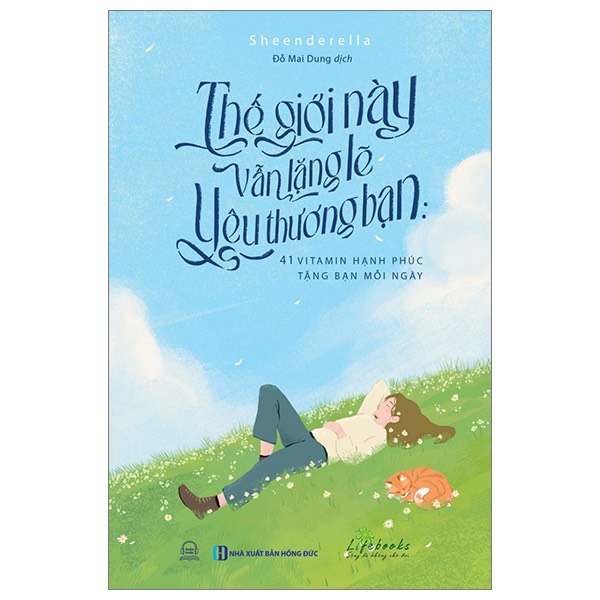 Sheenderella
Đỗ Mai Dung dịch
Thế giới này
vẫn lặng lẽ
yêu thương bạn:
41 VITAMIN HẠNH PHÚC
TẶNG BẠN MỖI NGÀY
NHÀ XUẤT BẢN HỒNG ĐỨC
Lifebooks